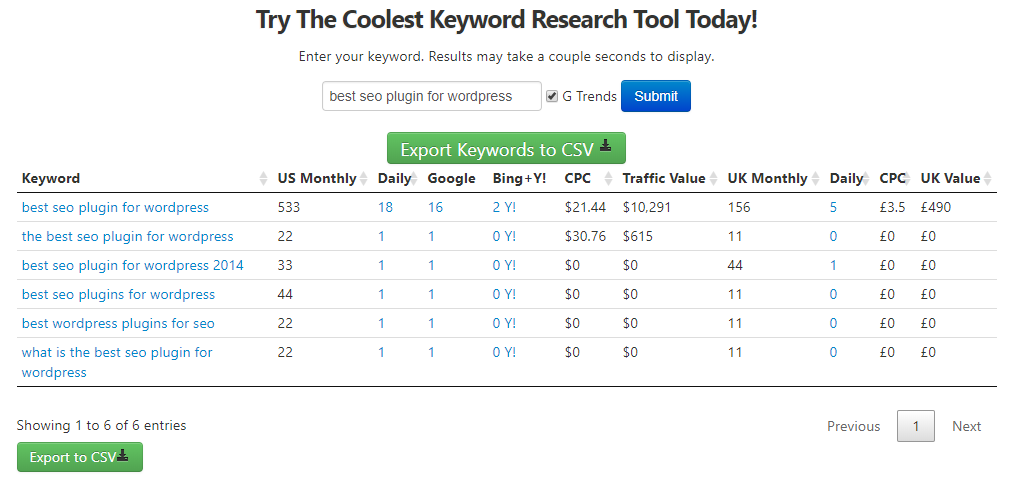 Try The Coolest Keyword Research Tool Today!
Enter your keyword. Results may take a couple seconds to display.
best seo plugin for wordpress G Trends Submit
Export Keywords to CSV
Keyword US Monthly Daily Google Bing+Y! CPC Traffic Value UK Monthly Daily CPC UK Value
best seo plugin for wordpress 533 18 16 2 Y! $21.44 $10,291 156 5 £3.5 £490
the best seo plugin for wordpress 22 1 1 0 Y! $30.76 $615 11 0 £0 £0
best seo plugin for wordpress 2014 33 1 1 0 Y! $0 $0 44 1 £0 £0
best seo plugins for wordpress 44 1 1 0 Y! $0 $0 11 0 £0 £0
best wordpress plugins for seo 22 1 1 0 Y! $0 $0 11 0 £0 £0
what is the best seo plugin for 22 1 1 0 Y! $0 $0 11 0 £0 £0
wordpress
Showing 1 to 6 of 6 entries Previous 1 Next
Export to CSV